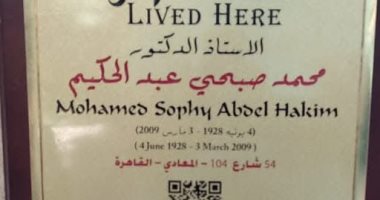 LIVED HERE
الاستاذ الدكتور
محمد صبحي عبد الحكيم
Mohamed Sophy Abdel Hakim
(4 يونيه 1928 - 3 مارس 2009)
( 4 June 1928 - 3 March 2009 )
54 شارع 104 - المعادي - القاهرة